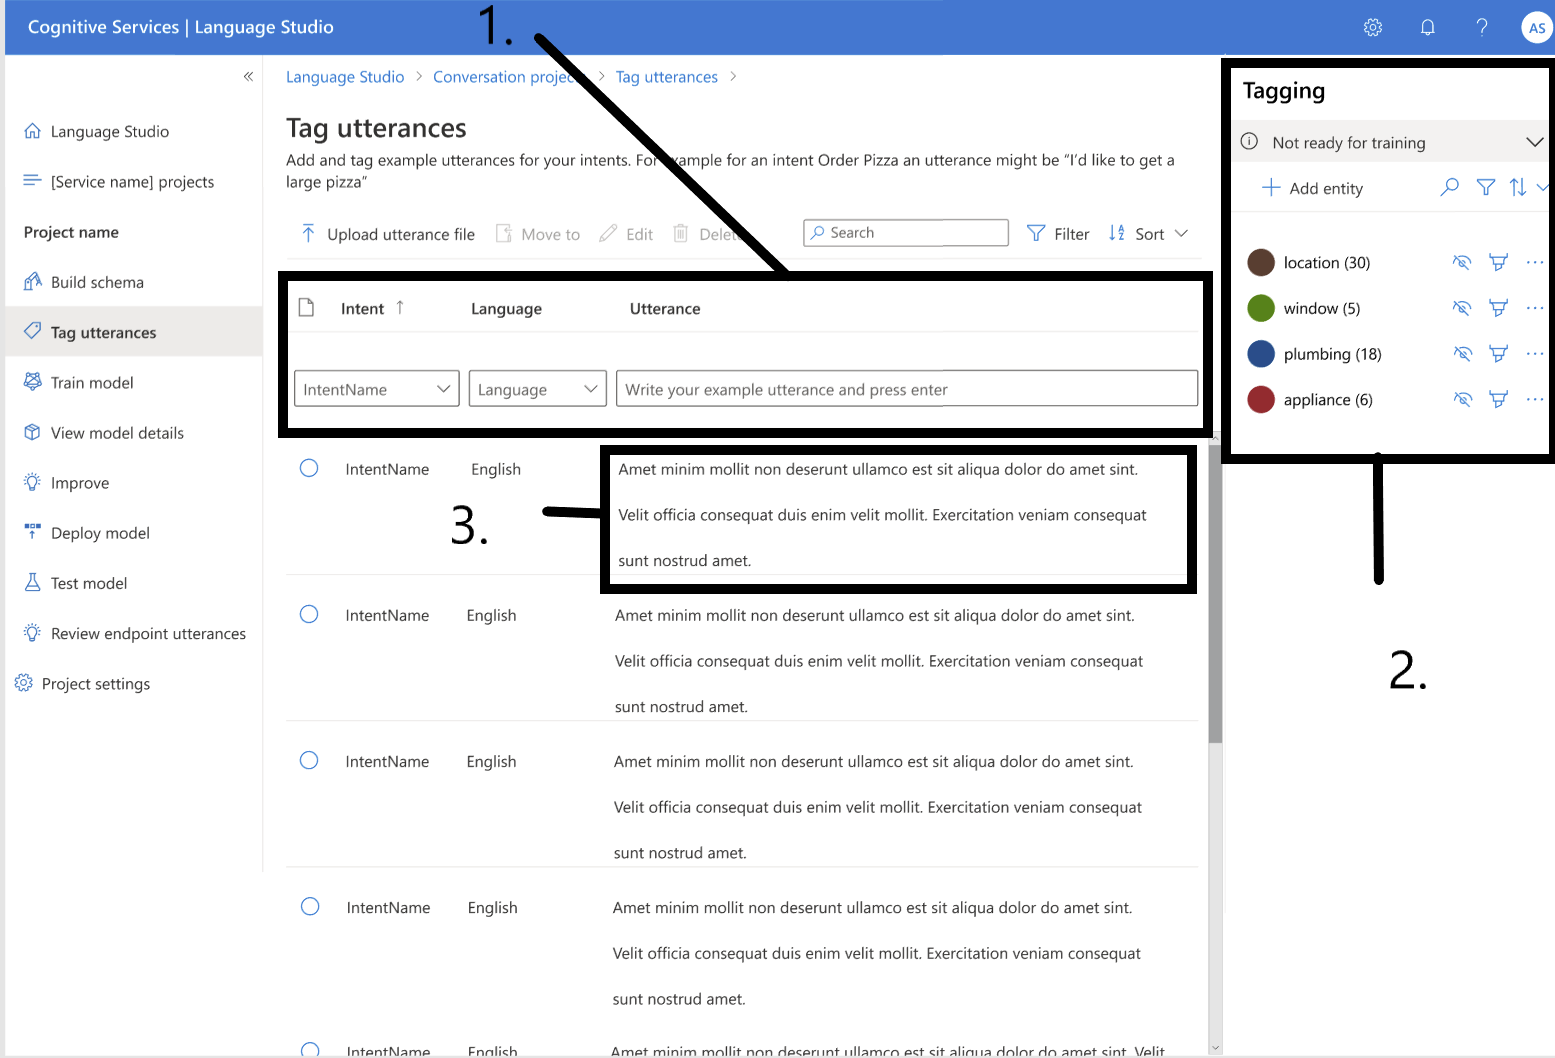 Cognitive Services | Language Studio
1.
AS
Language Studio > Conversation projec > Tag utterances >
Language Studio
[Service name] projects
Project name
Build schema
Tag utterances
Train model
View model details
Improve
Deploy model
Test model
Review endpoint utterances
Project settings
Tag utterances
Add and tag example utterances for your intents. For example for an intent Order Pizza an utterance might be “I’d like to get a
large pizza”
Upload utterance file Move to Edit Delet Search Filter Sort
Intent ↑ Language Utterance
IntentName Language Write your example utterance and press enter
IntentName English Amet minim mollit non deserunt ullamco est sit aliqua dolor do amet sint.
Velit officia consequat duis enim velit mollit. Exercitation veniam consequat
sunt nostrud amet.
3.
IntentName English Amet minim mollit non deserunt ullamco est sit aliqua dolor do amet sint.
Velit officia consequat duis enim velit mollit. Exercitation veniam consequat
sunt nostrud amet.
IntentName English Amet minim mollit non deserunt ullamco est sit aliqua dolor do amet sint.
Velit officia consequat duis enim velit mollit. Exercitation veniam consequat
sunt nostrud amet.
IntentName English Amet minim mollit non deserunt ullamco est sit aliqua dolor do amet sint.
Velit officia consequat duis enim velit mollit. Exercitation veniam consequat
sunt nostrud amet.
IntentName English Amet minim mollit non deserunt ullamco est sit aliqua dolor do amet sint. Velit
Tagging
Not ready for training
Add entity
location (30)
window (5)
plumbing (18)
appliance (6)
2.